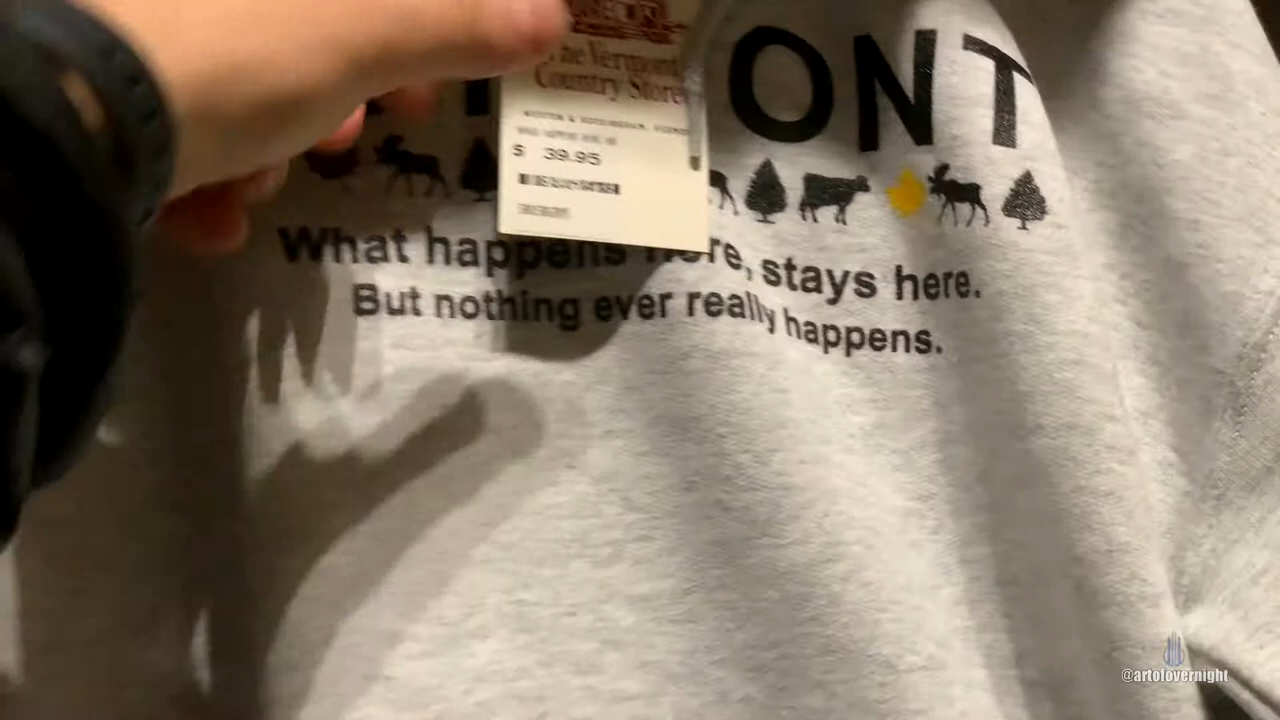 ONT
The Vermont
Country Store
$ 39.95
What happens here, stays here.
But nothing ever really happens.
@artofovernight